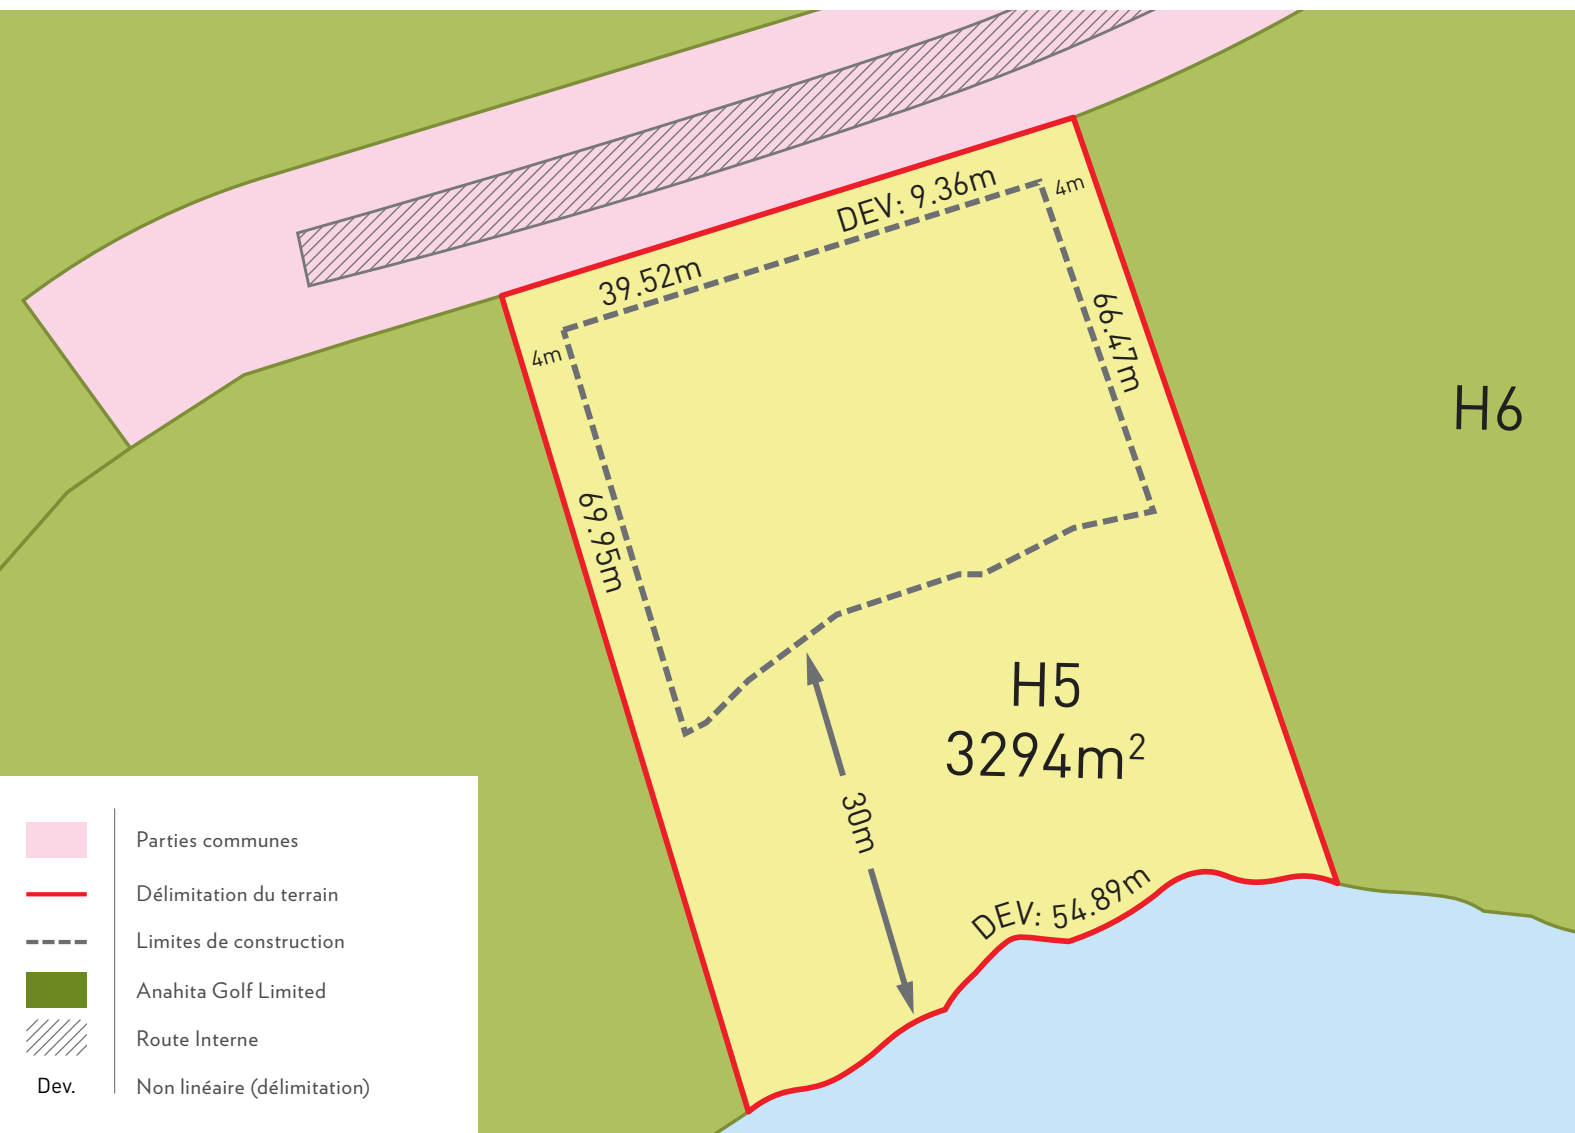 DEV: 9.36m
4m
39.52m
4m
66.47m
69.95m
H6
H5
3294m²
30m
DEV: 54.89m
Parties communes
Délimitation du terrain
Limites de construction
Anahita Golf Limited
Route Interne
Dev. Non linéaire (délimitation)